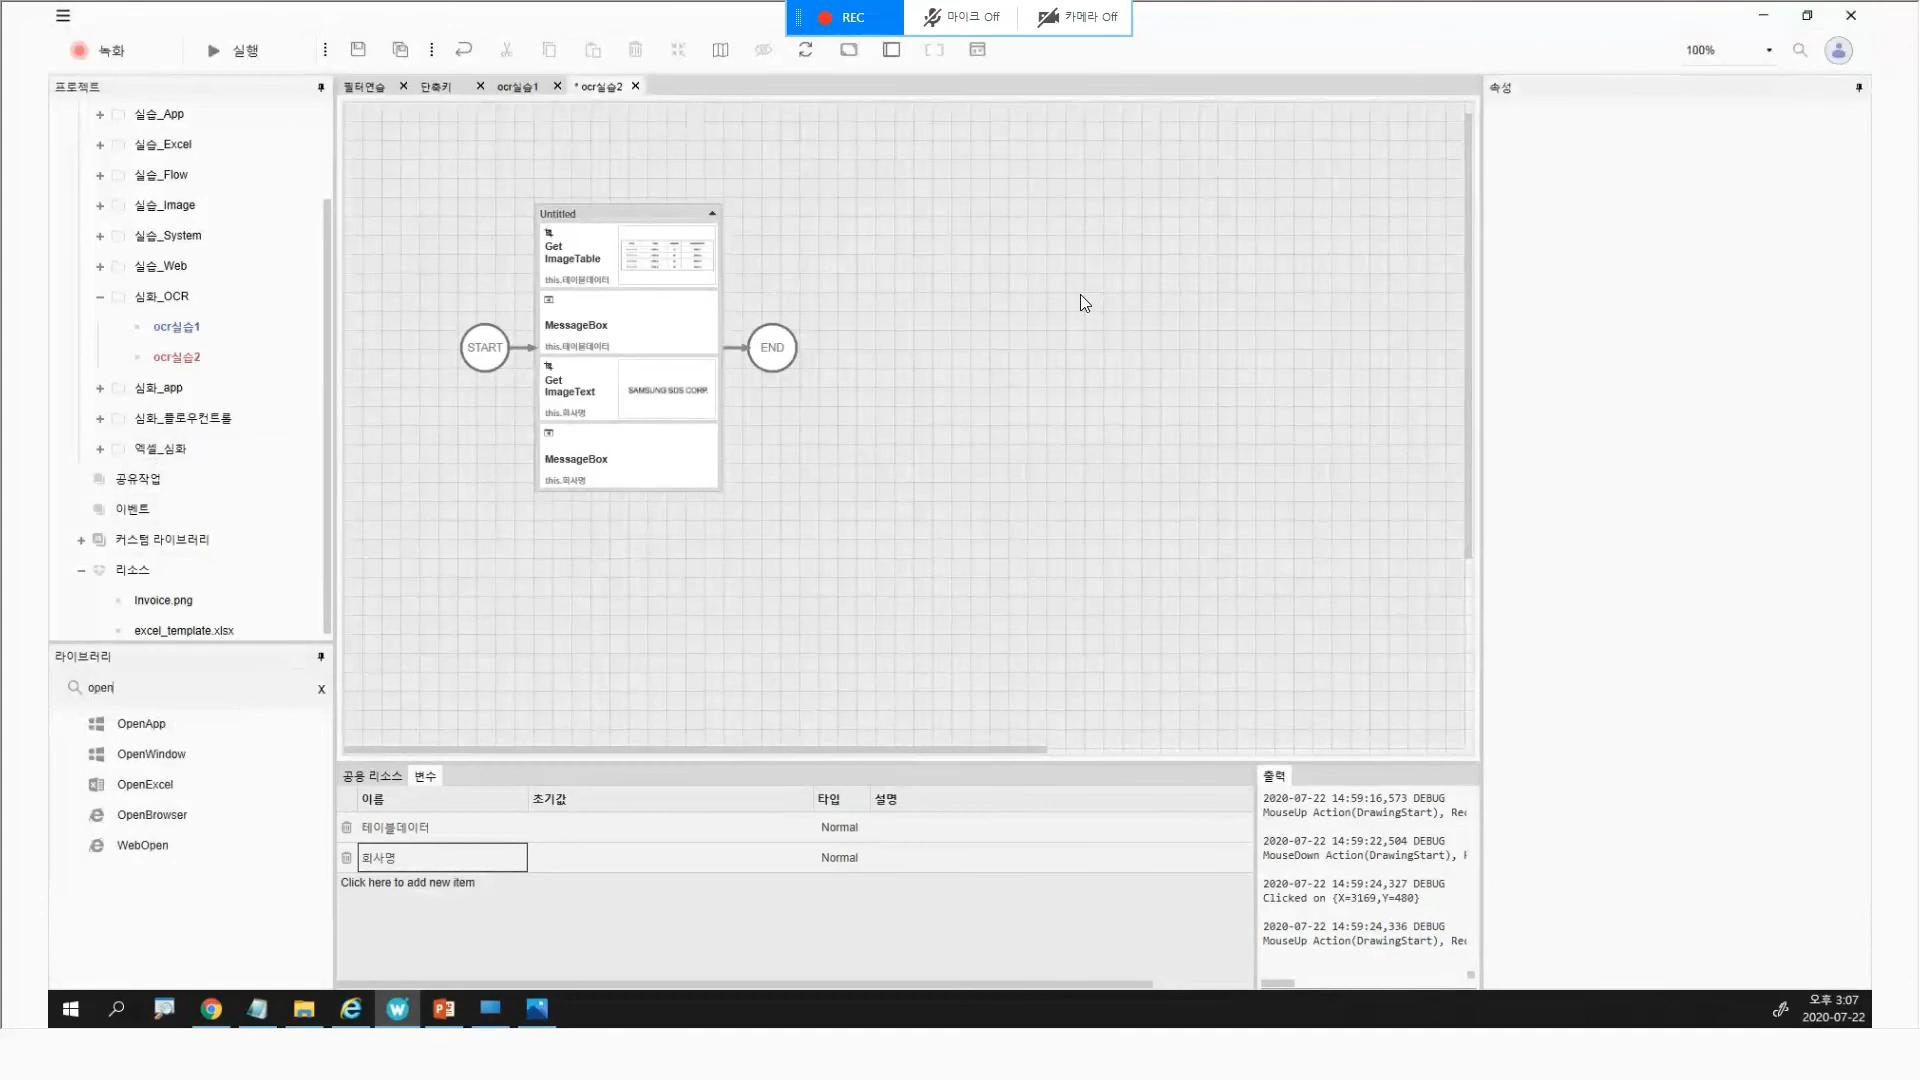 REC
마이크 Off
카메라 Off
녹화
실행
100%
프로젝트
실습_App
실습_Excel
실습_Flow
실습_Image
실습_System
실습_Web
심화_OCR
ocr실습1
ocr실습2
심화_app
심화_플로우컨트롤
엑셀_심화
공유작업
이벤트
커스텀 라이브러리
리소스
Invoice.png
excel_template.xlsx
라이브러리
open
X
OpenApp
OpenWindow
OpenExcel
OpenBrowser
WebOpen
필터연습
단축키
ocr실습1
* ocr실습2
START
Untitled
Get
ImageTable
this.테이블데이터
MessageBox
this.테이블데이터
Get
ImageText
SAMSUNG SDS CORP.
this.회사명
MessageBox
this.회사명
END
속성
공용 리소스
변수
이름
초기값
타입
설명
테이블데이터
Normal
회사명
Normal
Click here to add new item
출력
2020-07-22 14:59:16,573 DEBUG
MouseUp Action(DrawingStart), Rec
2020-07-22 14:59:22,504 DEBUG
MouseDown Action(DrawingStart),
2020-07-22 14:59:24,327 DEBUG
Clicked on {X=3169,Y=480}
2020-07-22 14:59:24,336 DEBUG
MouseUp Action(DrawingStart), Rec
오후 3:07
2020-07-22